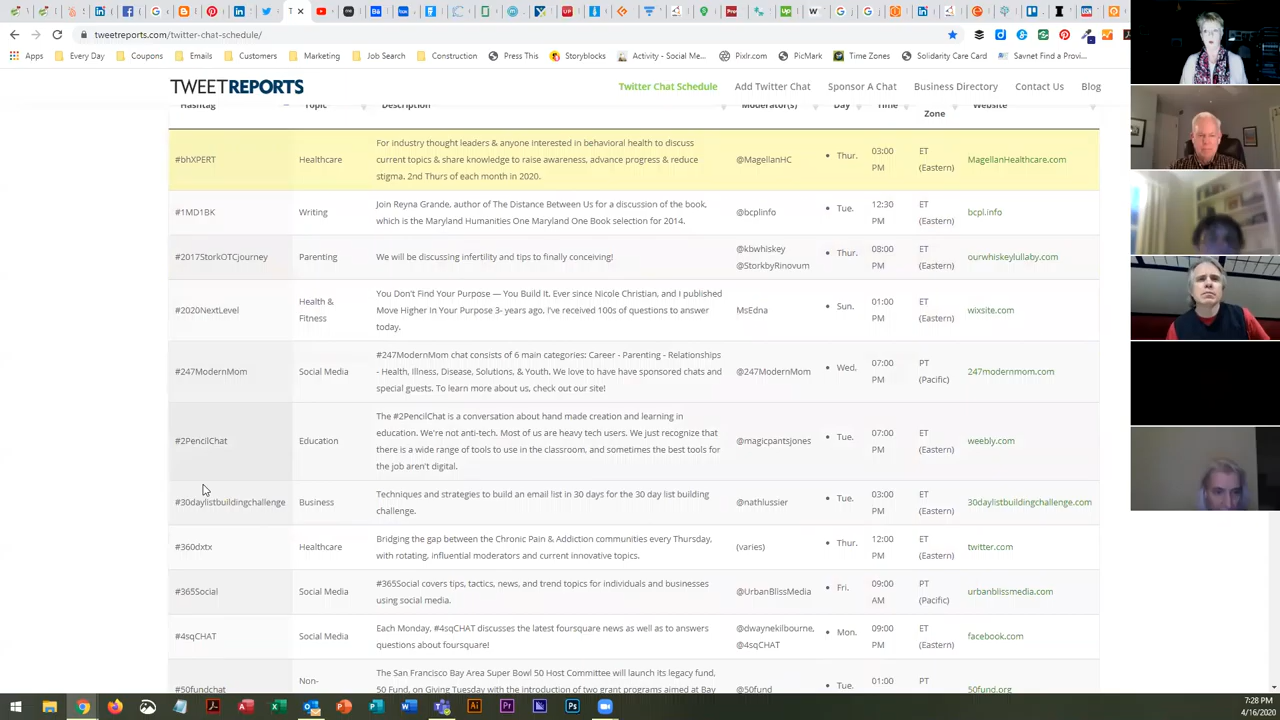 T
tweetreports.com/twitter-chat-schedule/
Apps Every Day Coupons Emails Customers Marketing Job Search Construction Press This Storyblocks Activity - Social Me... Pixlr.com PicMark Time Zones Solidarity Card Savnet Find a Provi...
TWEETREPORTS
Twitter Chat Schedule Add Twitter Chat Sponsor A Chat Business Directory Contact Us Blog
Hashtag Topic Description Moderator(s) Day Time Zone Website
#bhXPERT Healthcare
For industry thought leaders & anyone interested in behavioral health to discuss
current topics & share knowledge to raise awareness, advance progress & reduce
stigma. 2nd Thurs of each month in 2020.
@MagellanHC • Thur. 03:00 PM ET (Eastern) MagellanHealthcare.com
#1MD1BK Writing
Join Reyna Grande, author of The Distance Between Us for a discussion of the book,
which is the Maryland Humanities One Maryland One Book selection for 2014.
@bcplinfo • Tue. 12:30 PM ET (Eastern) bcpl.info
#2017StorkOTCjourney Parenting
We will be discussing infertility and tips to finally conceiving!
@kbwhiskey
@StorkbyRinovum
• Thur. 08:00 PM ET (Eastern) ourwhiskeylullaby.com
#2020NextLevel Health & Fitness
You Don't Find Your Purpose — You Build It. Ever since Nicole Christian, and I published
Move Higher In Your Purpose 3- years ago, I've received 100s of questions to answer
today.
MsEdna • Sun. 01:00 PM ET (Eastern) wixsite.com
#247ModernMom Social Media
#247ModernMom chat consists of 6 main categories: Career - Parenting - Relationships
- Health, Illness, Disease, Solutions, & Youth. We love to have have sponsored chats and
special guests. To learn more about us, check out our site!
@247ModernMom • Wed. 07:00 PM PT (Pacific) 247modernmom.com
#2PencilChat Education
The #2PencilChat is a conversation about hand made creation and learning in
education. We're not anti-tech. Most of us are heavy tech users. We just recognize that
there is a wide range of tools to use in the classroom, and sometimes the best tools for
the job aren't digital.
@magicpantsjones • Tue. 07:00 PM ET (Eastern) weebly.com
#30daylistbuildingchallenge Business
Techniques and strategies to build an email list in 30 days for the 30 day list building
challenge.
@nathlussier • Tue. 03:00 PM ET (Eastern) 30daylistbuildingchallenge.com
#360dxtx Healthcare
Bridging the gap between the Chronic Pain & Addiction communities every Thursday,
with rotating, influential moderators and current innovative topics.
(varies) • Thur. 12:00 PM ET (Eastern) twitter.com
#365Social Social Media
#365Social covers tips, tactics, news, and trend topics for individuals and businesses
using social media.
@UrbanBlissMedia • Fri. 09:00 AM PT (Pacific) urbanblissmedia.com
#4sqCHAT Social Media
Each Monday, #4sqCHAT discusses the latest foursquare news as well as to answers
questions about foursquare!
@dwaynekilbourne,
@4sqCHAT
• Mon. 09:00 PM ET (Eastern) facebook.com
#50fundchat Non-
The San Francisco Bay Area Super Bowl 50 Host Committee will launch its legacy fund,
50 Fund, on Giving Tuesday with the introduction of two grant programs aimed at Bay
@50fund • Tue. 01:00 PT 50fund.org
7:28 PM
4/16/2020